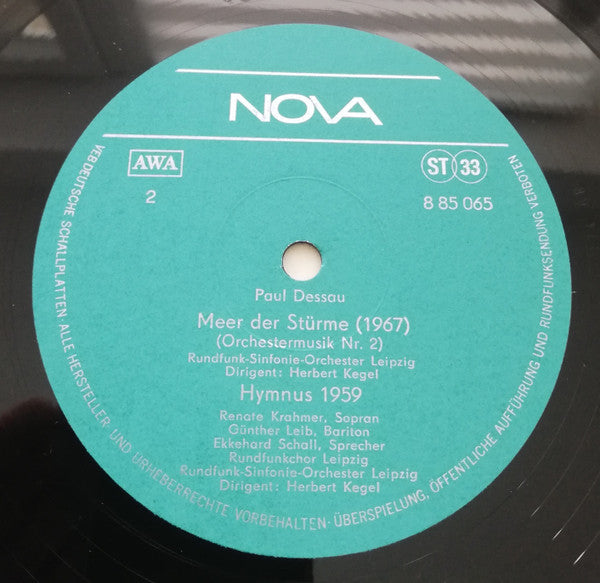 NOVA
AWA
ST 33
2
8 85 065
Paul Dessau
Meer der Stürme (1967)
(Orchestermusik Nr. 2)
Rundfunk-Sinfonie-Orchester Leipzig
Dirigent: Herbert Kegel
Hymnus 1959
Renate Krahmer, Sopran
Günther Leib, Bariton
Ekkehard Schall, Sprecher
Rundfunkchor Leipzig
Rundfunk-Sinfonie-Orchester Leipzig
Dirigent: Herbert Kegel
VEB DEUTSCHE SCHALLPLATTEN · ALLE HERSTELLER- UND URHEBERRECHTE VORBEHALTEN · ÜBERSPIELUNG, ÖFFENTLICHE AUFFÜHRUNG UND RUNDFUNKSENDUNG VERBOTEN